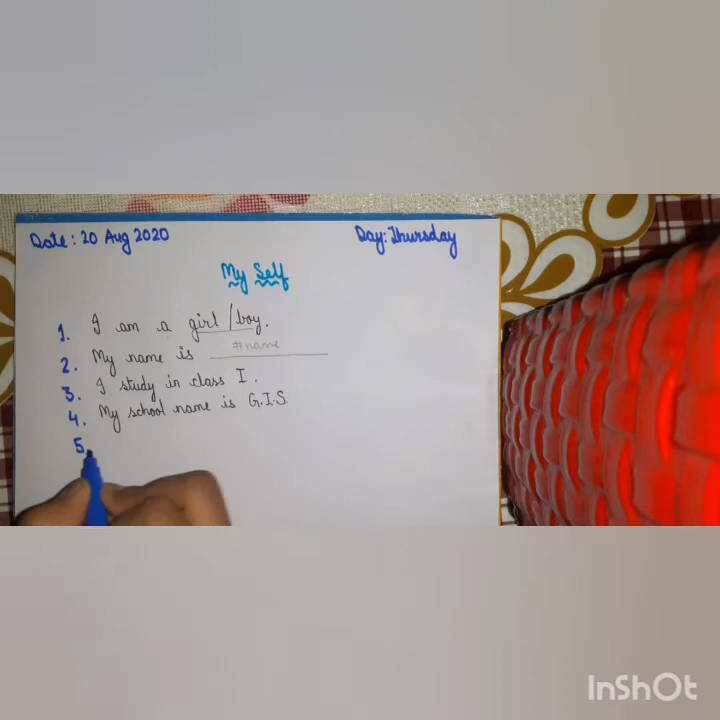 Date: 20 Aug 2020 Day: Thursday
My Self
1. I am a girl/boy.
2. My name is #name
3. I study in class I.
4. My school name is G.I.S.
5.
InShOt